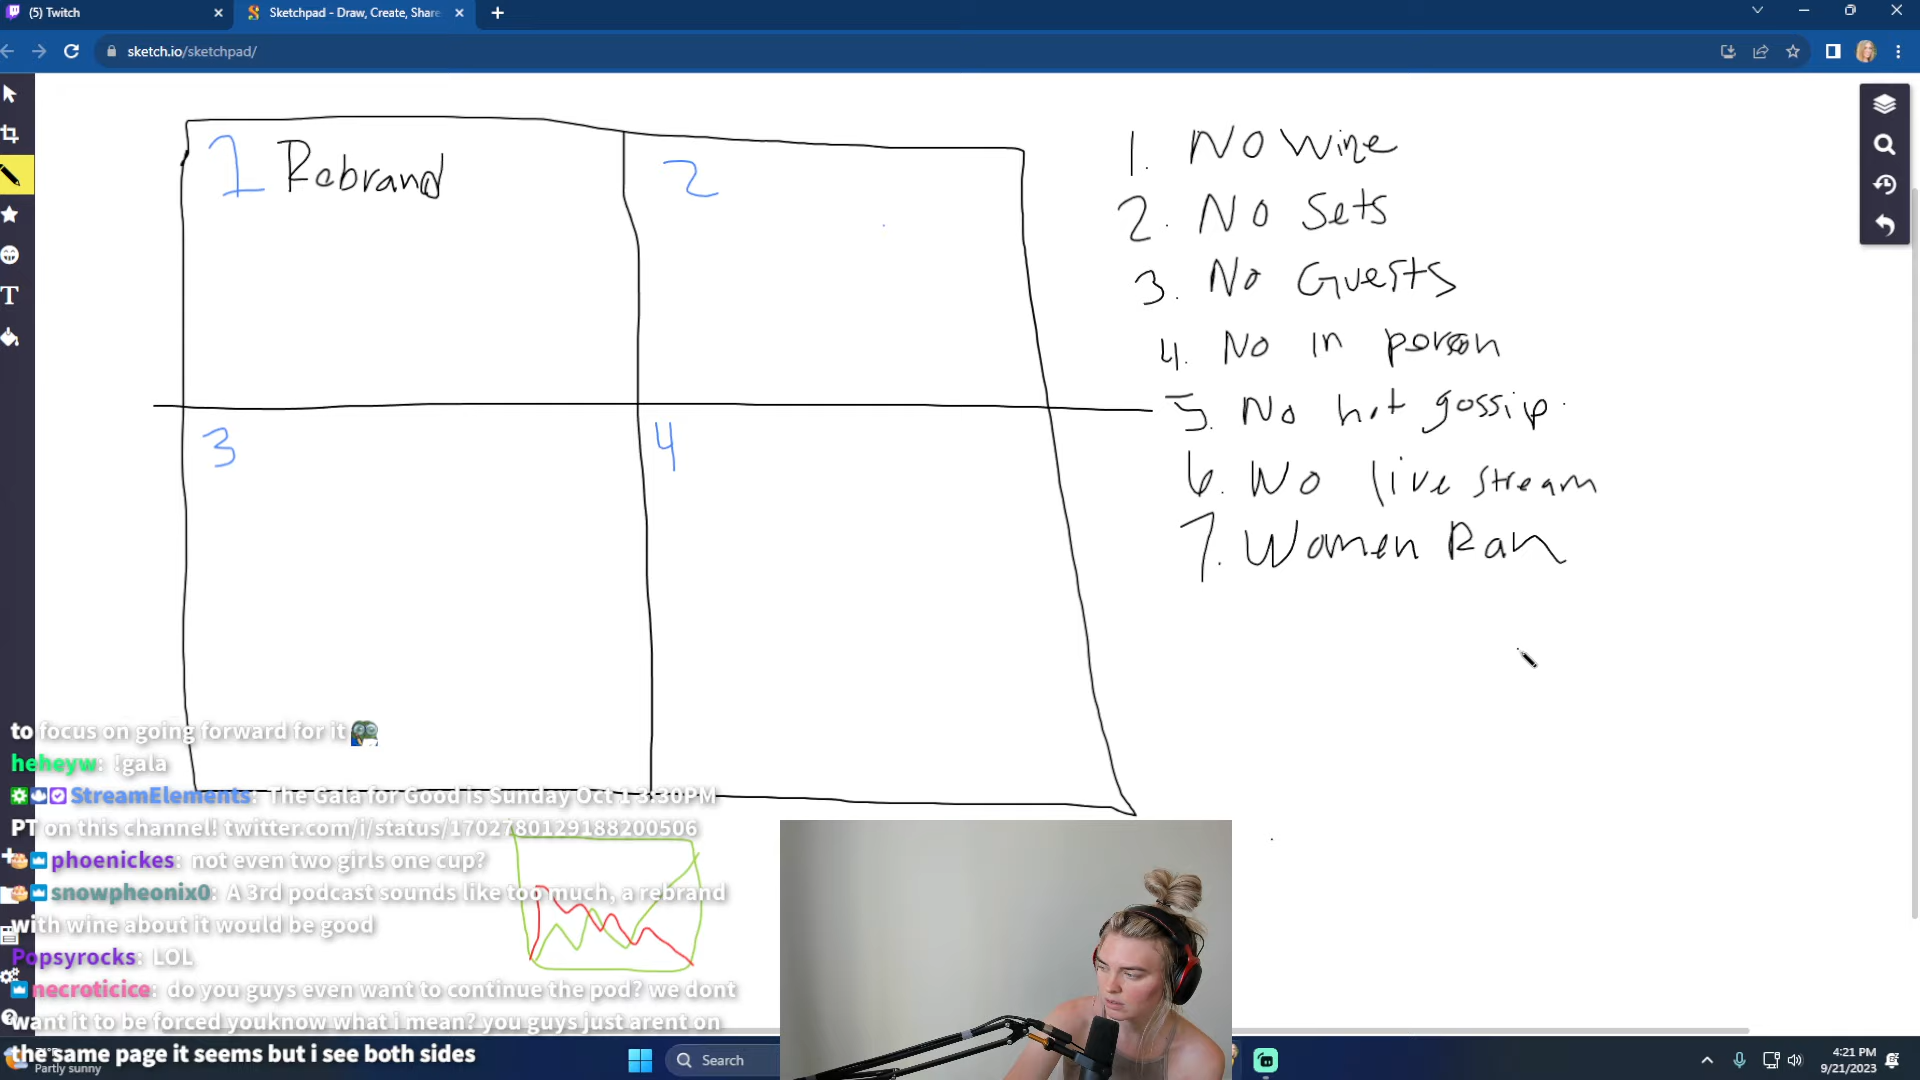 (5) Twitch
Sketchpad - Draw, Create, Share
sketch.io/sketchpad/
1 Rebrand
2
3
4
1. No Wine
2. No Sets
3. No Guests
4. No in person
5. No hot gossip
6. No live stream
7. Women Ran
to focus on going forward for it
heheyw: !gala
StreamElements: The Gala for Good is Sunday Oct 1 3:30PM
PT on this channel! twitter.com/i/status/1702780129188200506
phoenickes: not even two girls one cup?
snowpheonix0: A 3rd podcast sounds like too much, a rebrand
with wine about it would be good
Popsyrocks: LOL
necroticice: do you guys even want to continue the pod? we dont
want it to be forced youknow what i mean? you guys just arent on
the same page it seems but i see both sides
Partly sunny
Search
4:21 PM
9/21/2023